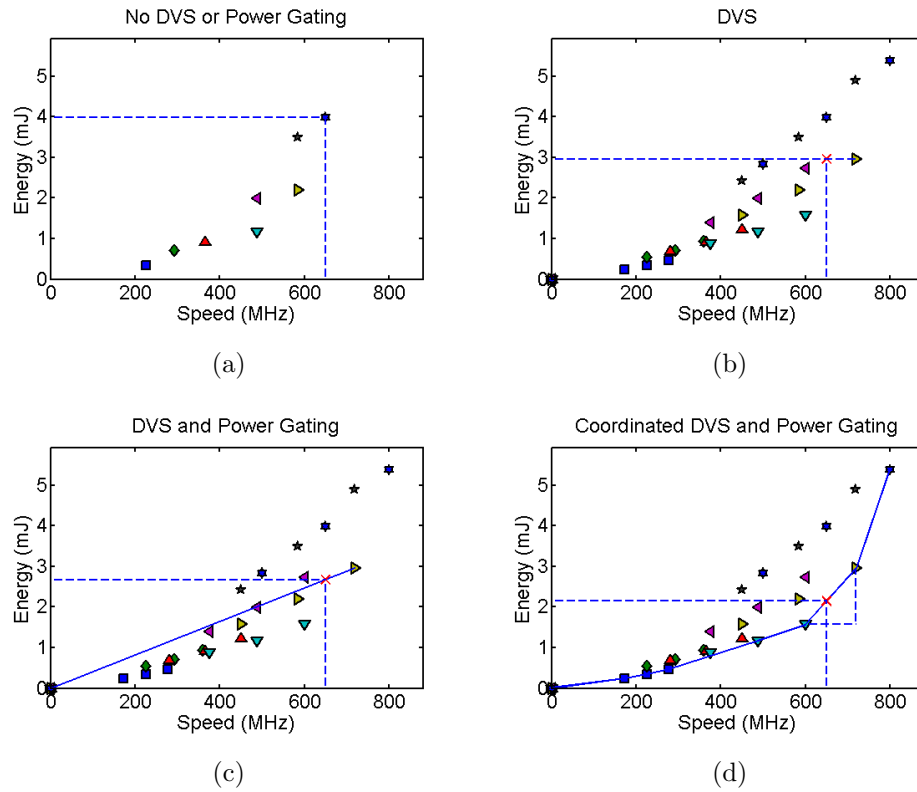 No DVS or Power Gating
Energy (mJ)
5
4
3
2
1
0
0 200 400 600 800
Speed (MHz)
(a)
DVS
Energy (mJ)
5
4
3
2
1
0
0 200 400 600 800
Speed (MHz)
(b)
DVS and Power Gating
Energy (mJ)
5
4
3
2
1
0
0 200 400 600 800
Speed (MHz)
(c)
Coordinated DVS and Power Gating
Energy (mJ)
5
4
3
2
1
0
0 200 400 600 800
Speed (MHz)
(d)